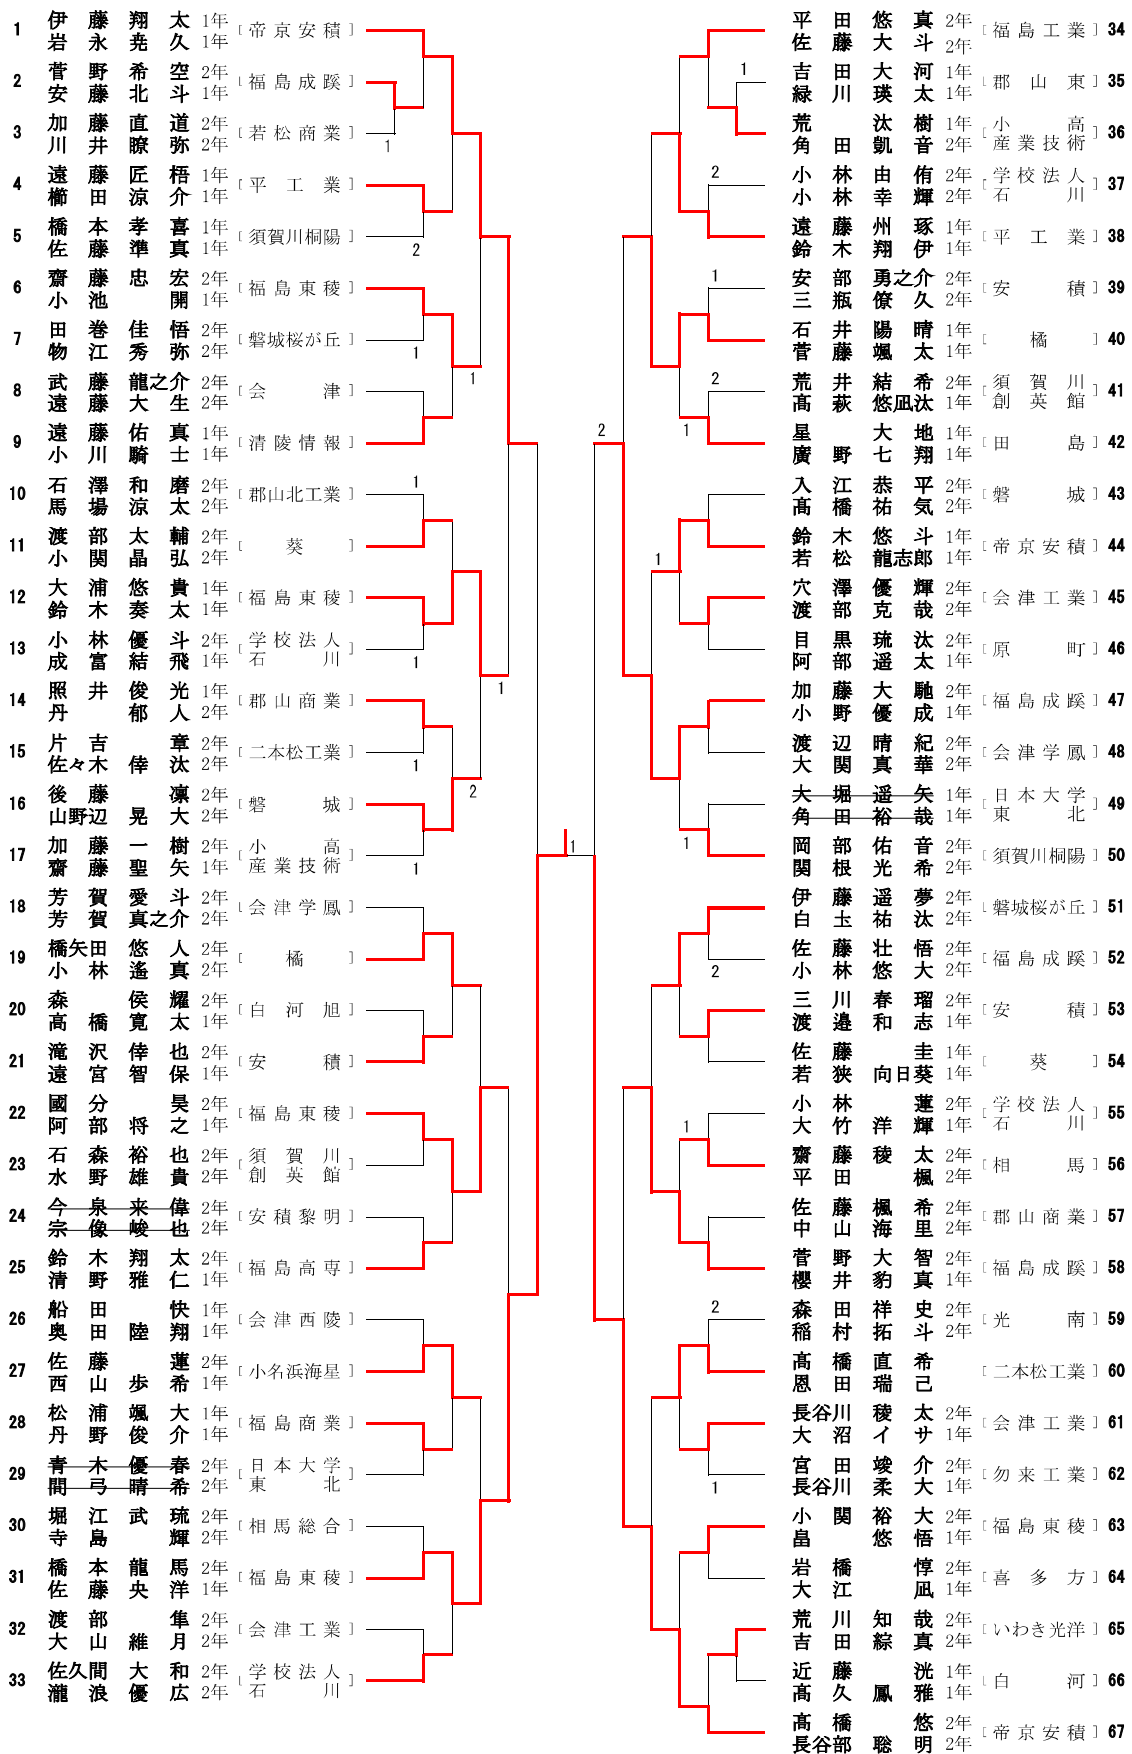 1 伊藤翔太 1年 [帝京安積]
岩永尭久 1年
2 菅野希空 2年 [福島成蹊]
安藤北斗 1年
3 加藤直道 2年 [若松商業]
川井瞭弥 2年
1
4 遠藤匠梧 1年 [平工業]
櫛田涼介 1年
5 橋本孝喜 1年 [須賀川桐陽]
佐藤準真 1年
2
6 齋藤忠宏 2年 [福島東稜]
小池開 1年
7 田巻佳悟 2年 [磐城桜が丘]
物江秀弥 2年
1
1
8 武藤龍之介 2年 [会津]
遠藤大生 2年
9 遠藤佑真 1年 [清陵情報]
小川騎士 1年
10 石澤和磨 2年 [郡山北工業]
馬場涼太 2年
1
11 渡部太輔 2年 [葵]
小関晶弘 2年
12 大浦悠貴 1年 [福島東稜]
鈴木奏太 1年
13 小林優斗 2年 [学校法人石川]
成富結飛 1年
1
1
14 照井俊光 1年 [郡山商業]
丹郁人 2年
15 片吉章 2年 [二本松工業]
佐々木倖汰 2年
1
2
16 後藤凛 2年 [磐城]
山野辺晃大 2年
17 加藤一樹 2年 [小高産業技術]
齋藤聖矢 1年
1
18 芳賀愛斗 2年 [会津学鳳]
芳賀真之介 2年
19 橋矢田悠人 2年 [橘]
小林遙真 2年
20 森侯耀 2年 [白河旭]
高橋寛太 1年
21 滝沢倖也 2年 [安積]
遠宮智保 1年
22 國分昊 2年 [福島東稜]
阿部将之 1年
23 石森裕也 2年 [須賀川創英館]
水野雄貴 2年
24 今泉来偉 2年 [安積黎明]
宗像峻也 2年
25 鈴木翔太 2年 [福島高専]
清野雅仁 1年
26 船田快 1年 [会津西陵]
奥田陸翔 1年
27 佐藤蓮 2年 [小名浜海星]
西山歩希 1年
28 松浦颯大 1年 [福島商業]
丹野俊介 1年
29 青木優春 2年 [日本大学東北]
間弓晴希 2年
30 堀江武琉 2年 [相馬総合]
寺島輝 2年
31 橋本龍馬 2年 [福島東稜]
佐藤央洋 1年
32 渡部隼 2年 [会津工業]
大山維月 2年
33 佐久間大和 2年 [学校法人石川]
瀧浪優広 2年
1
平田悠真 2年 [福島工業] 34
佐藤大斗 2年
1
吉田大河 1年 [郡山東] 35
緑川瑛太 1年
荒汰樹 1年 [小高産業技術] 36
角田凱音 2年
2
小林由侑 2年 [学校法人石川] 37
小林幸輝 2年
遠藤州琢 1年 [平工業] 38
鈴木翔伊 1年
1
安部勇之介 2年 [安積] 39
三瓶僚久 2年
石井陽晴 1年 [橘] 40
菅藤颯太 1年
2
荒井結希 2年 [須賀川創英館] 41
髙萩悠凪汰 1年
2
1
星大地 1年 [田島] 42
廣野七翔 1年
入江恭平 2年 [磐城] 43
髙橋祐気 2年
鈴木悠斗 1年 [帝京安積] 44
若松龍志郎 1年
1
穴澤優輝 2年 [会津工業] 45
渡部克哉 2年
目黒琉汰 2年 [原町] 46
阿部遥太 1年
加藤大馳 2年 [福島成蹊] 47
小野優成 1年
渡辺晴紀 2年 [会津学鳳] 48
大関真華 2年
大堀遥矢 1年 [日本大学東北] 49
角田裕哉 1年
1
岡部佑音 2年 [須賀川桐陽] 50
関根光希 2年
伊藤遥夢 2年 [磐城桜が丘] 51
白玉祐汰 2年
佐藤壮悟 2年 [福島成蹊] 52
小林悠大 2年
2
三川春瑠 2年 [安積] 53
渡邉和志 1年
佐藤圭 1年 [葵] 54
若狭向日葵 1年
小林蓮 2年 [学校法人石川] 55
大竹洋輝 1年
1
齋藤稜太 2年 [相馬] 56
平田楓 2年
佐藤楓希 2年 [郡山商業] 57
中山海里 2年
菅野大智 2年 [福島成蹊] 58
櫻井豹真 1年
2
森田祥史 2年 [光南] 59
稲村拓斗 2年
髙橋直希 [二本松工業] 60
恩田瑞己
長谷川稜太 2年 [会津工業] 61
大沼イサ 1年
宮田竣介 2年 [勿来工業] 62
長谷川柔大 1年
1
小関裕大 2年 [福島東稜] 63
畠悠悟 1年
岩橋惇 2年 [喜多方] 64
大江凪 1年
荒川知哉 2年 [いわき光洋] 65
吉田綜真 2年
近藤洸 1年 [白河] 66
髙久鳳雅 1年
髙橋悠 2年 [帝京安積] 67
長谷部聡明 2年